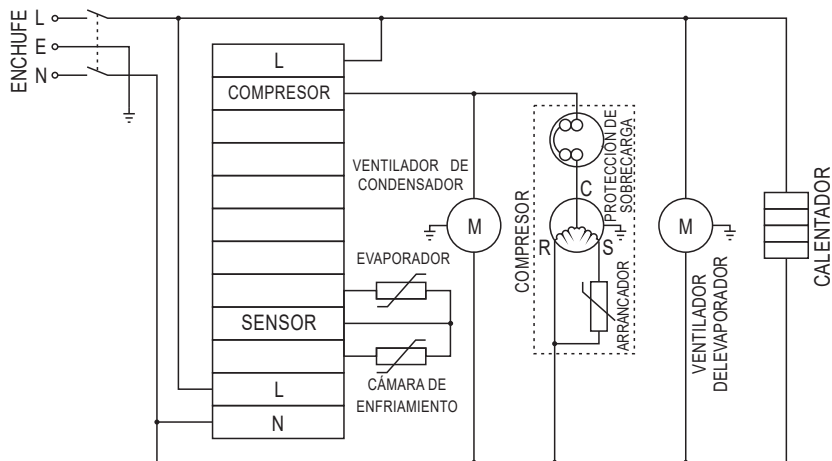 ENCHUFE
L
E
N
L
COMPRESOR
SENSOR
L
N
VENTILADOR DE
CONDENSADOR
M
EVAPORADOR
CÁMARA DE
ENFRIAMIENTO
COMPRESOR
PROTECCIÓN DE
SOBRECARGA
C
R
S
ARRANCADOR
M
VENTILADOR
DELEVAPORADOR
CALENTADOR